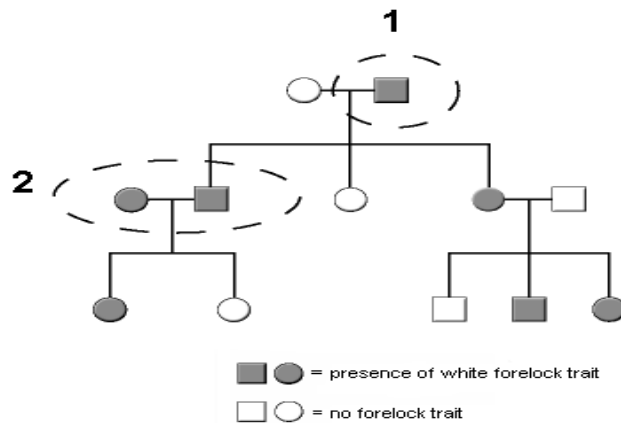 1
2
= presence of white forelock trait
= no forelock trait